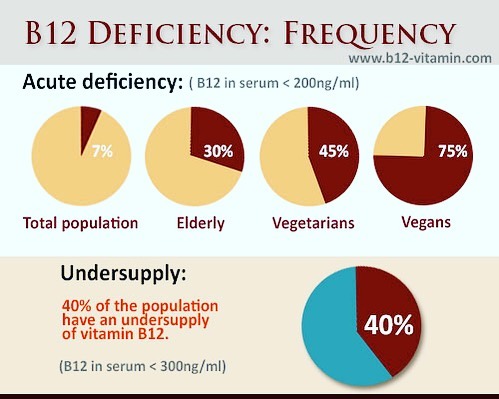 B12 DEFICIENCY: FREQUENCY
www.b12-vitamin.com
Acute deficiency: ( B12 in serum < 200ng/ml)
7% 30% 45% 75%
Total population Elderly Vegetarians Vegans
Undersupply:
40% of the population
have an undersupply
of vitamin B12.
40%
(B12 in serum < 300ng/ml)